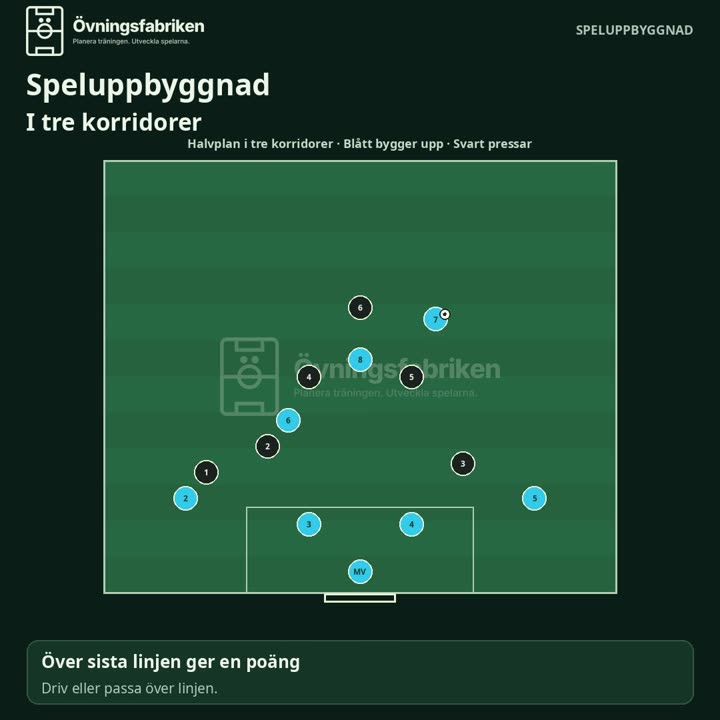 Övningsfabriken
Planera träningen. Utveckla spelarna.
SPELUPPBYGGNAD
Speluppbyggnad
I tre korridorer
Halvplan i tre korridorer · Blått bygger upp · Svart pressar
6
7
8
Övningsfabriken
4
5
Planera träningen. Utveckla spelarna.
6
2
3
1
2
5
3
4
MV
Över sista linjen ger en poäng
Driv eller passa över linjen.